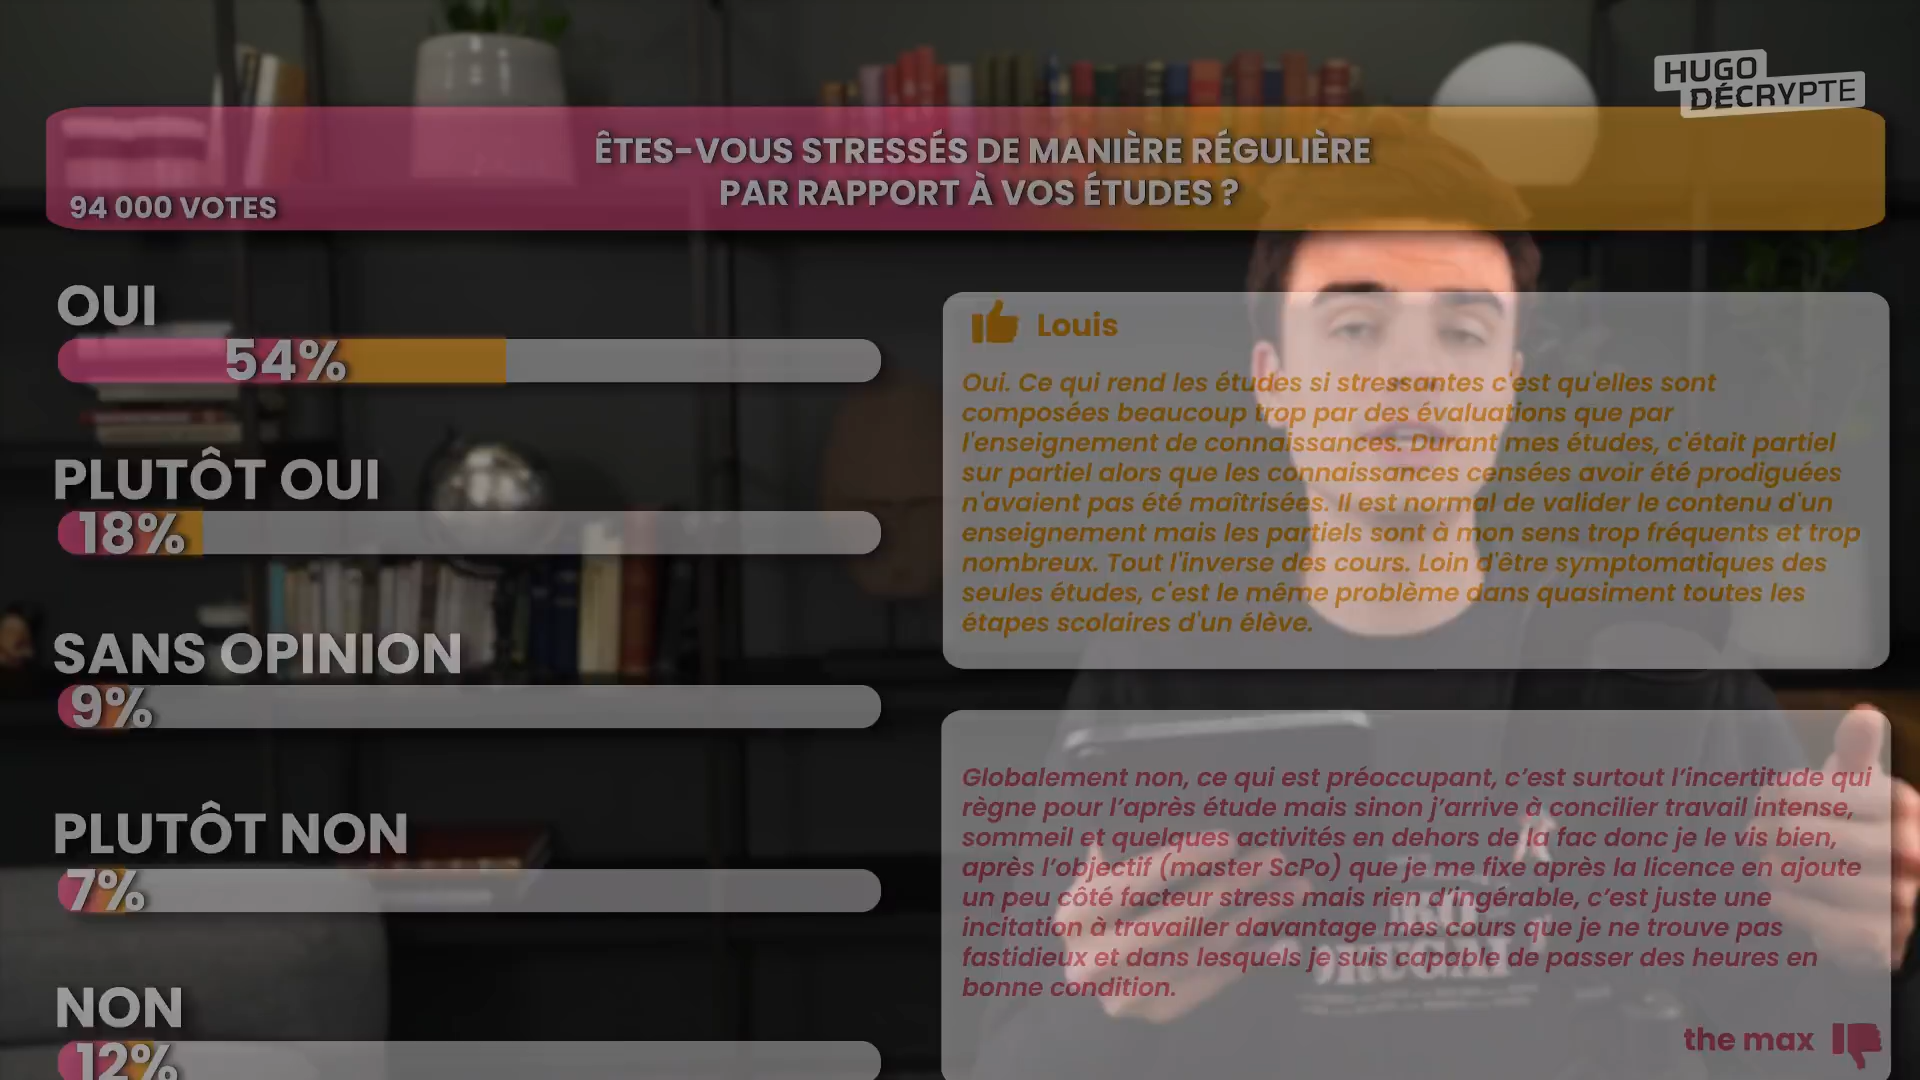 HUGO
DÉCRYPTE
ÊTES-VOUS STRESSÉS DE MANIÈRE RÉGULIÈRE
PAR RAPPORT À VOS ÉTUDES ?
94 000 VOTES
OUI
54%
PLUTÔT OUI
18%
SANS OPINION
9%
PLUTÔT NON
7%
NON
12%
Louis
Oui. Ce qui rend les études si stressantes c'est qu'elles sont
composées beaucoup trop par des évaluations que par
l'enseignement de connaissances. Durant mes études, c'était partiel
sur partiel alors que les connaissances censées avoir été prodiguées
n'avaient pas été maîtrisées. Il est normal de valider le contenu d'un
enseignement mais les partiels sont à mon sens trop fréquents et trop
nombreux. Tout l'inverse des cours. Loin d'être symptomatiques des
seules études, c'est le même problème dans quasiment toutes les
étapes scolaires d'un élève.
Globalement non, ce qui est préoccupant, c’est surtout l’incertitude qui
règne pour l’après étude mais sinon j’arrive à concilier travail intense,
sommeil et quelques activités en dehors de la fac donc je le vis bien,
après l’objectif (master ScPo) que je me fixe après la licence en ajoute
un peu côté facteur stress mais rien d’ingérable, c’est juste une
incitation à travailler davantage mes cours que je ne trouve pas
fastidieux et dans lesquels je suis capable de passer des heures en
bonne condition.
the max